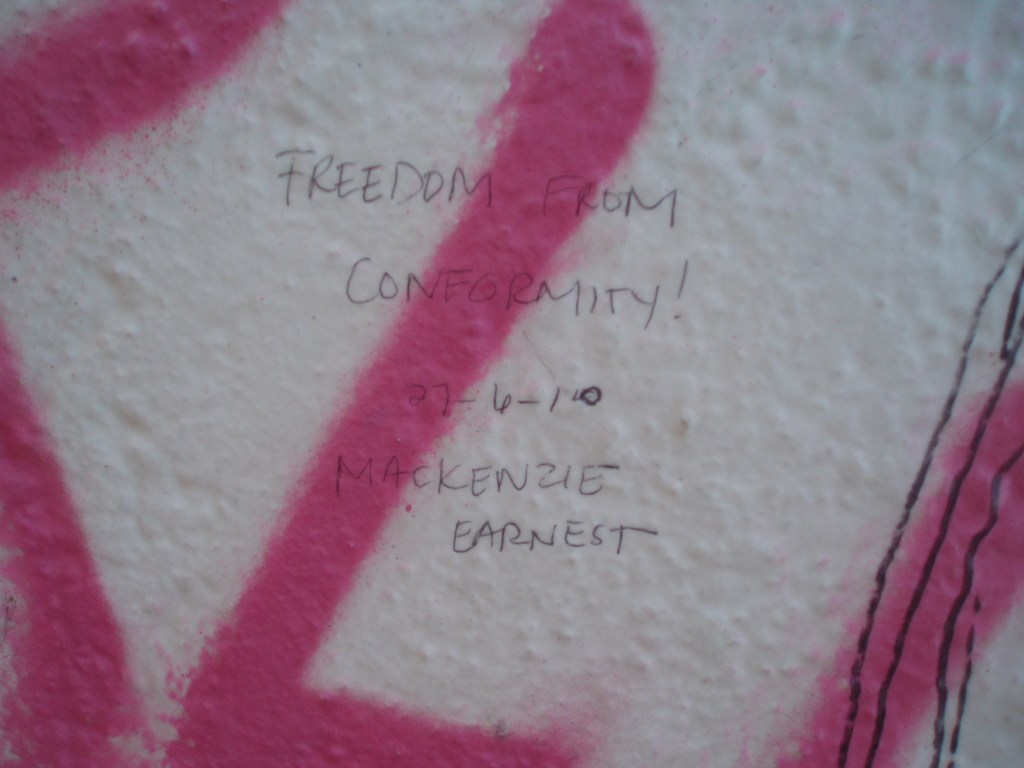 FREEDOM FROM
CONFORMITY!
27-6-10
MACKENZIE
EARNEST